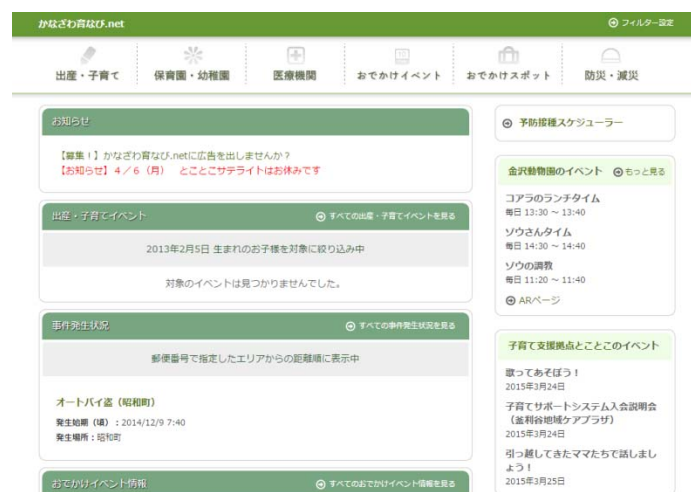 かなざわ育なび.net
フィルター設定
出産・子育て
保育園・幼稚園
医療機関
おでかけイベント
おでかけスポット
防災・減災
お知らせ
【募集！】かなざわ育なび.netに広告を出しませんか？
【お知らせ】４／６（月）　とことこサテライトはお休みです
出産・子育てイベント
すべての出産・子育てイベントを見る
2013年2月5日 生まれのお子様を対象に絞り込み中
対象のイベントは見つかりませんでした。
事件発生状況
すべての事件発生状況を見る
郵便番号で指定したエリアからの距離順に表示中
オートバイ盗（昭和町）
発生始期（頃）：2014/12/9 7:40
発生場所：昭和町
おでかけイベント情報
すべてのおでかけイベント情報を見る
予防接種スケジューラー
金沢動物園のイベント
もっと見る
コアラのランチタイム
毎日 13:30 ～ 13:40
ゾウさんタイム
毎日 14:30 ～ 14:40
ゾウの調教
毎日 11:20 ～ 11:40
ARページ
子育て支援拠点とことこのイベント
歌ってあそぼう！
2015年3月24日
子育てサポートシステム入会説明会
（釜利谷地域ケアプラザ）
2015年3月24日
引っ越してきたママたちで話しまし
ょう！
2015年3月25日